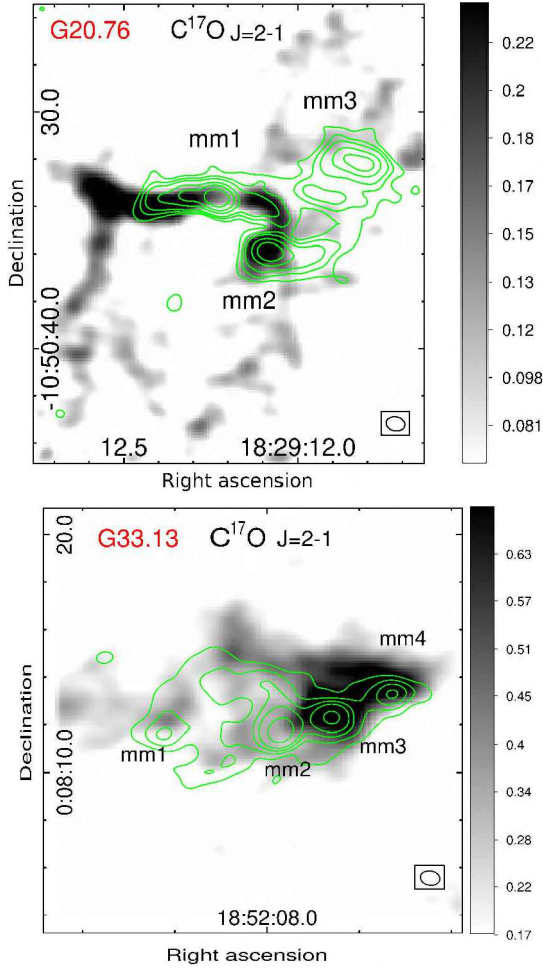 G20.76 C¹⁷O J=2-1
mm3
mm1
mm2
30.0
-10:50:40.0
Declination
12.5 18:29:12.0
Right ascension
0.22
0.19
0.18
0.17
0.15
0.13
0.12
0.098
0.081
G33.13 C¹⁷O J=2-1
mm4
mm1
mm2
mm3
20.0
0:08:10.0
Declination
18:52:08.0
Right ascension
0.63
0.57
0.51
0.45
0.4
0.34
0.28
0.22
0.17